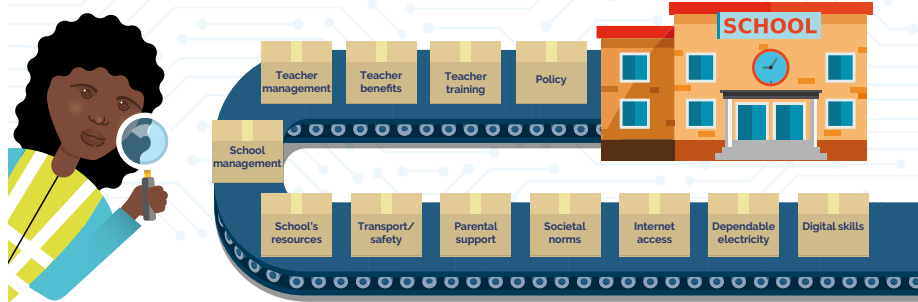 SCHOOL
Teacher
management
Teacher
benefits
Teacher
training
Policy
School
management
School's
resources
Transport/
safety
Parental
support
Societal
norms
Internet
access
Dependable
electricity
Digital skills